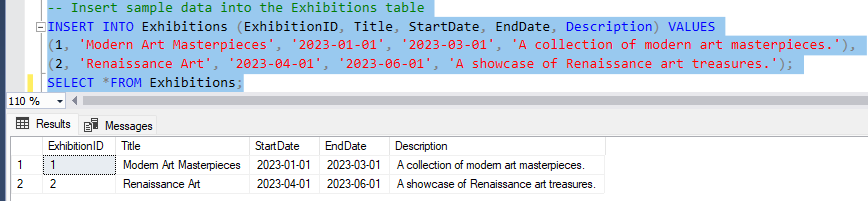 -- Insert sample data into the Exhibitions table
INSERT INTO Exhibitions (ExhibitionID, Title, StartDate, EndDate, Description) VALUES
(1, 'Modern Art Masterpieces', '2023-01-01', '2023-03-01', 'A collection of modern art masterpieces.'),
(2, 'Renaissance Art', '2023-04-01', '2023-06-01', 'A showcase of Renaissance art treasures.');
SELECT *FROM Exhibitions;
110 %
Results Messages
ExhibitionID Title StartDate EndDate Description
1 1 Modern Art Masterpieces 2023-01-01 2023-03-01 A collection of modern art masterpieces.
2 2 Renaissance Art 2023-04-01 2023-06-01 A showcase of Renaissance art treasures.